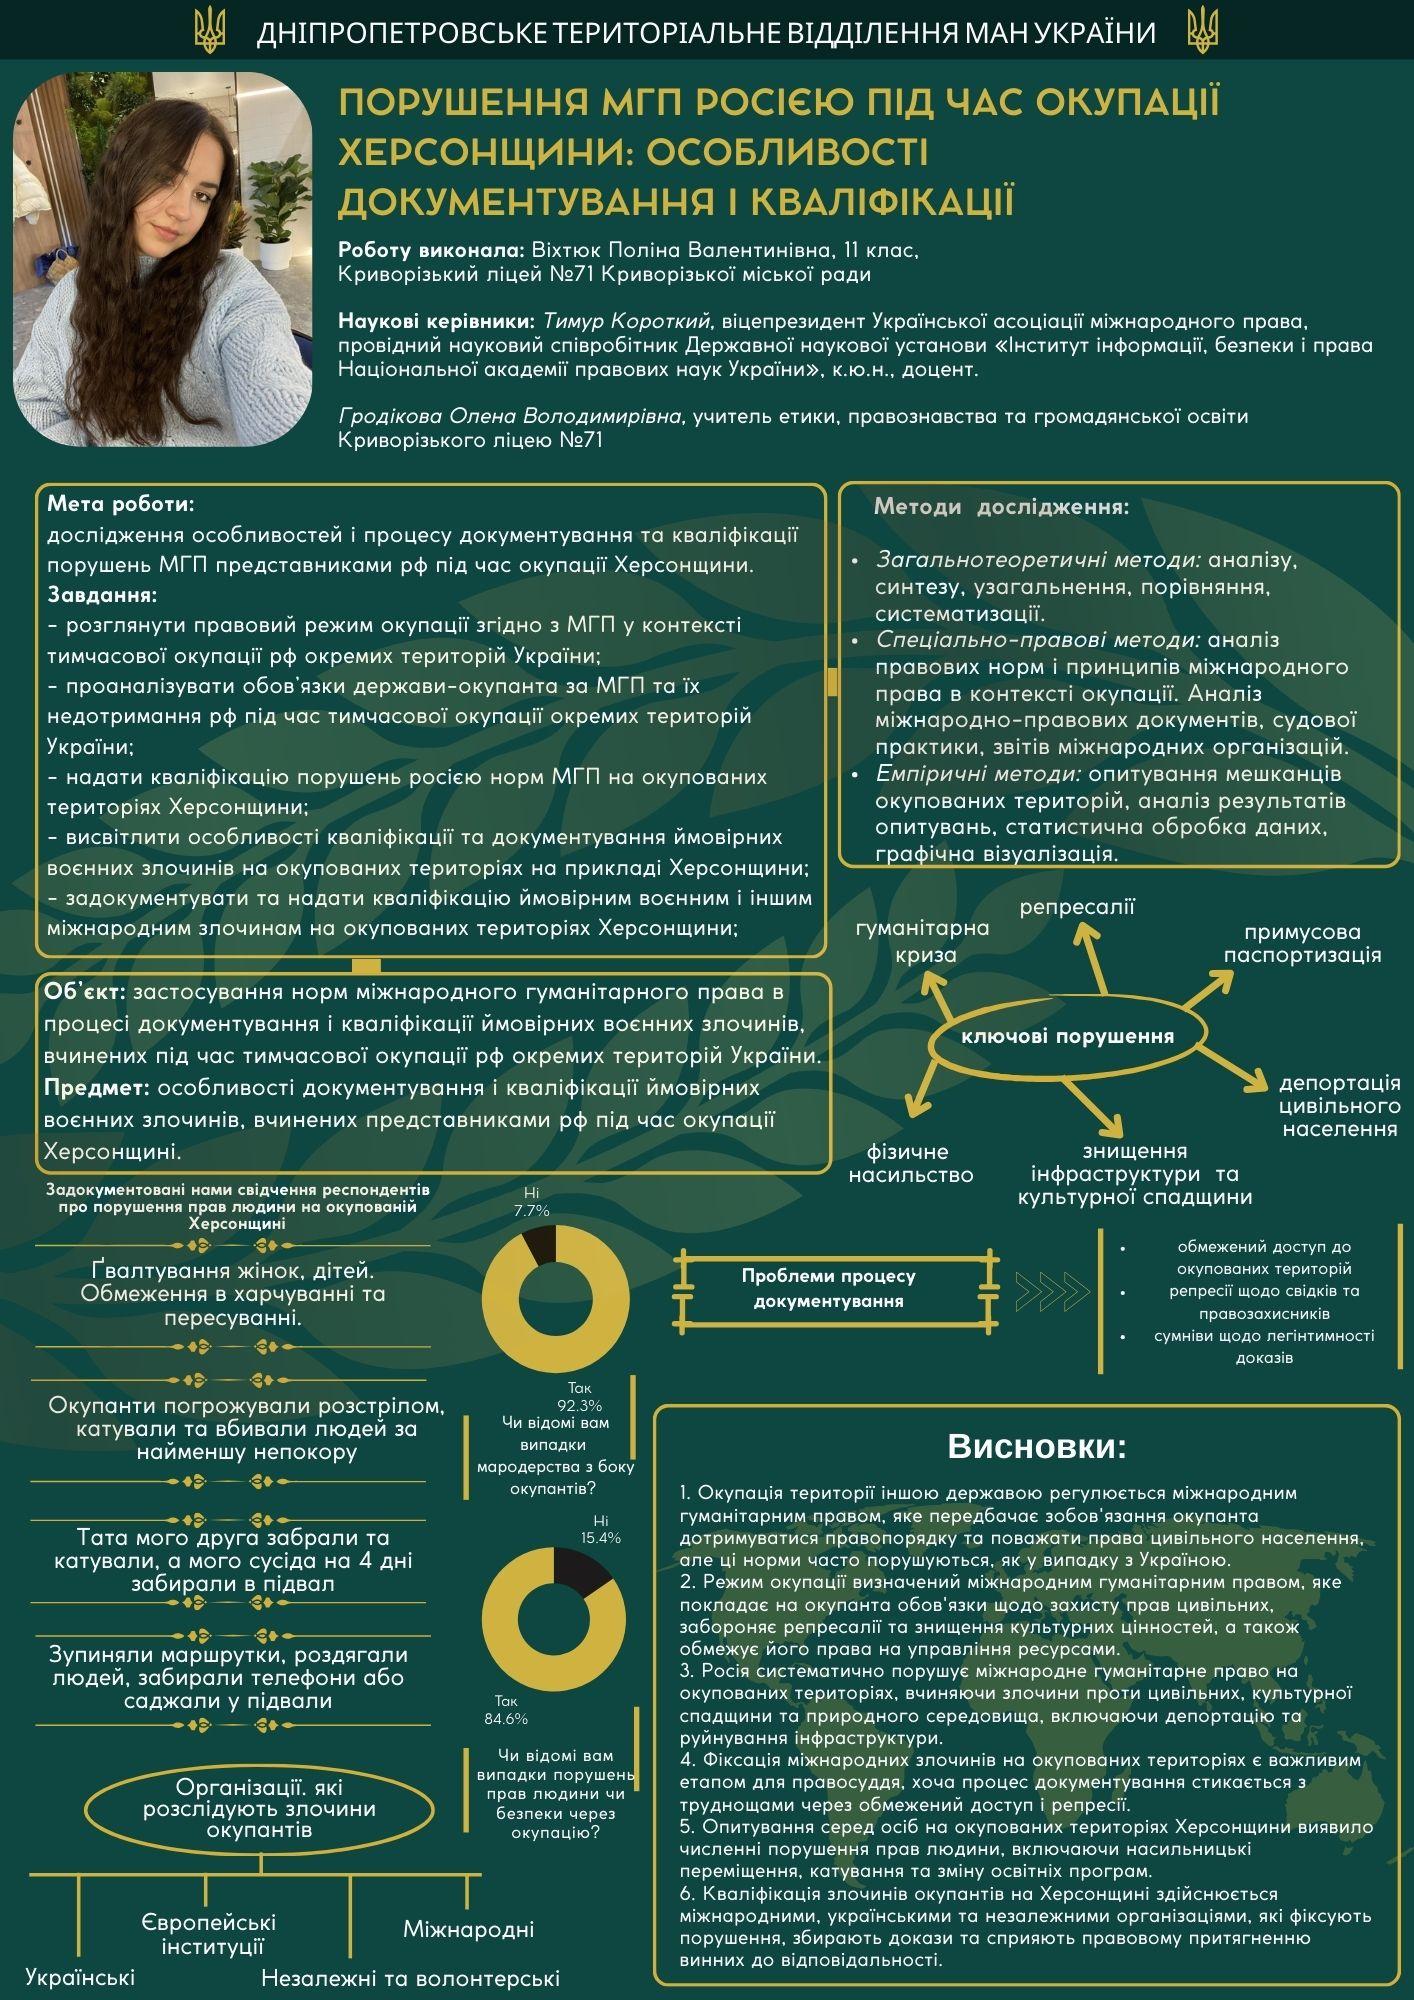 ДНІПРОПЕТРОВСЬКЕ ТЕРИТОРІАЛЬНЕ ВІДДІЛЕННЯ МАН УКРАЇНИ
ПОРУШЕННЯ МГП РОСІЄЮ ПІД ЧАС ОКУПАЦІЇ
ХЕРСОНЩИНИ: ОСОБЛИВОСТІ
ДОКУМЕНТУВАННЯ І КВАЛІФІКАЦІЇ
Роботу виконала: Віхтюк Поліна Валентинівна, 11 клас,
Криворізький ліцей №71 Криворізької міської ради
Наукові керівники: Тимур Короткий, віцепрезидент Української асоціації міжнародного права,
провідний науковий співробітник Державної наукової установи «Інститут інформації, безпеки і права
Національної академії правових наук України», к.ю.н., доцент.
Гродікова Олена Володимирівна, учитель етики, правознавства та громадянської освіти
Криворізького ліцею №71
Мета роботи:
дослідження особливостей і процесу документування та кваліфікації
порушень МГП представниками рф під час окупації Херсонщини.
Завдання:
- розглянути правовий режим окупації згідно з МГП у контексті
тимчасової окупації рф окремих територій України;
- проаналізувати обов'язки держави-окупанта за МГП та їх
недотримання рф під час тимчасової окупації окремих територій
України;
- надати кваліфікацію порушень росією норм МГП на окупованих
територіях Херсонщини;
- висвітлити особливості кваліфікації та документування ймовірних
воєнних злочинів на окупованих територіях на прикладі Херсонщини;
- задокументувати та надати кваліфікацію ймовірним воєнним і іншим
міжнародним злочинам на окупованих територіях Херсонщини;
Методи дослідження:
• Загальнотеоретичні методи: аналізу,
синтезу, узагальнення, порівняння,
систематизації.
• Спеціально-правові методи: аналіз
правових норм і принципів міжнародного
права в контексті окупації. Аналіз
міжнародно-правових документів, судової
практики, звітів міжнародних організацій.
• Емпіричні методи: опитування мешканців
окупованих територій, аналіз результатів
опитувань, статистична обробка даних,
графічна візуалізація.
Об'єкт: застосування норм міжнародного гуманітарного права в
процесі документування і кваліфікації ймовірних воєнних злочинів,
вчинених під час тимчасової окупації рф окремих територій України.
Предмет: особливості документування і кваліфікації ймовірних
воєнних злочинів, вчинених представниками рф під час окупації
Херсонщині.
репресалії
гуманітарна
криза
примусова
паспортизація
ключові порушення
депортація
цивільного
населення
фізичне
насильство
знищення
інфраструктури та
культурної спадщини
Задокументовані нами свідчення респондентів
про порушення прав людини на окупованій
Херсонщині
Ґвалтування жінок, дітей.
Обмеження в харчуванні та
пересуванні.
Окупанти погрожували розстрілом,
катували та вбивали людей за
найменшу непокору
Тата мого друга забрали та
катували, а мого сусіда на 4 дні
забирали в підвал
Зупиняли маршрутки, роздягали
людей, забирали телефони або
саджали у підвали
Ні
7.7%
Так
92.3%
Чи відомі вам
випадки
мародерства з боку
окупантів?
Ні
15.4%
Так
84.6%
Чи відомі вам
випадки порушень
прав людини чи
безпеки через
окупацію?
Проблеми процесу
документування
• обмежений доступ до
окупованих територій
• репресії щодо свідків та
правозахисників
• сумніви щодо легінтимності
доказів
Висновки:
1. Окупація території іншою державою регулюється міжнародним
гуманітарним правом, яке передбачає зобов'язання окупанта
дотримуватися правопорядку та поважати права цивільного населення,
але ці норми часто порушуються, як у випадку з Україною.
2. Режим окупації визначений міжнародним гуманітарним правом, яке
покладає на окупанта обов'язки щодо захисту прав цивільних,
забороняє репресалії та знищення культурних цінностей, а також
обмежує його права на управління ресурсами.
3. Росія систематично порушує міжнародне гуманітарне право на
окупованих територіях, вчиняючи злочини проти цивільних, культурної
спадщини та природного середовища, включаючи депортацію та
руйнування інфраструктури.
4. Фіксація міжнародних злочинів на окупованих територіях є важливим
етапом для правосуддя, хоча процес документування стикається з
труднощами через обмежений доступ і репресії.
5. Опитування серед осіб на окупованих територіях Херсонщини виявило
численні порушення прав людини, включаючи насильницькі
переміщення, катування та зміну освітніх програм.
6. Кваліфікація злочинів окупантів на Херсонщині здійснюється
міжнародними, українськими та незалежними організаціями, які фіксують
порушення, збирають докази та сприяють правовому притягненню
винних до відповідальності.
Організації. які
розслідують злочини
окупантів
Європейські
інституції
Міжнародні
Українські
Незалежні та волонтерські